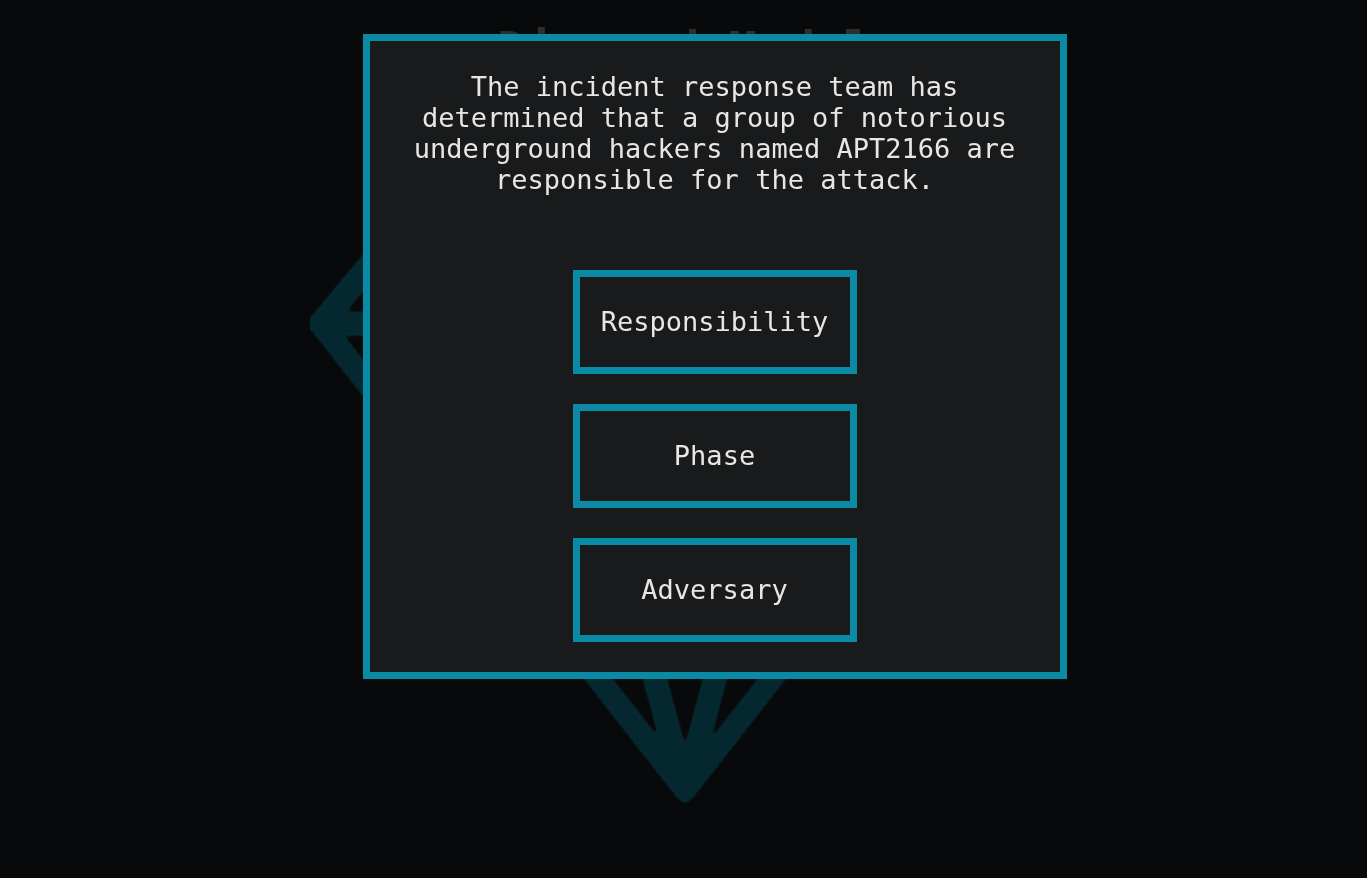 The incident response team has
determined that a group of notorious
underground hackers named APT2166 are
responsible for the attack.
Responsibility
Phase
Adversary